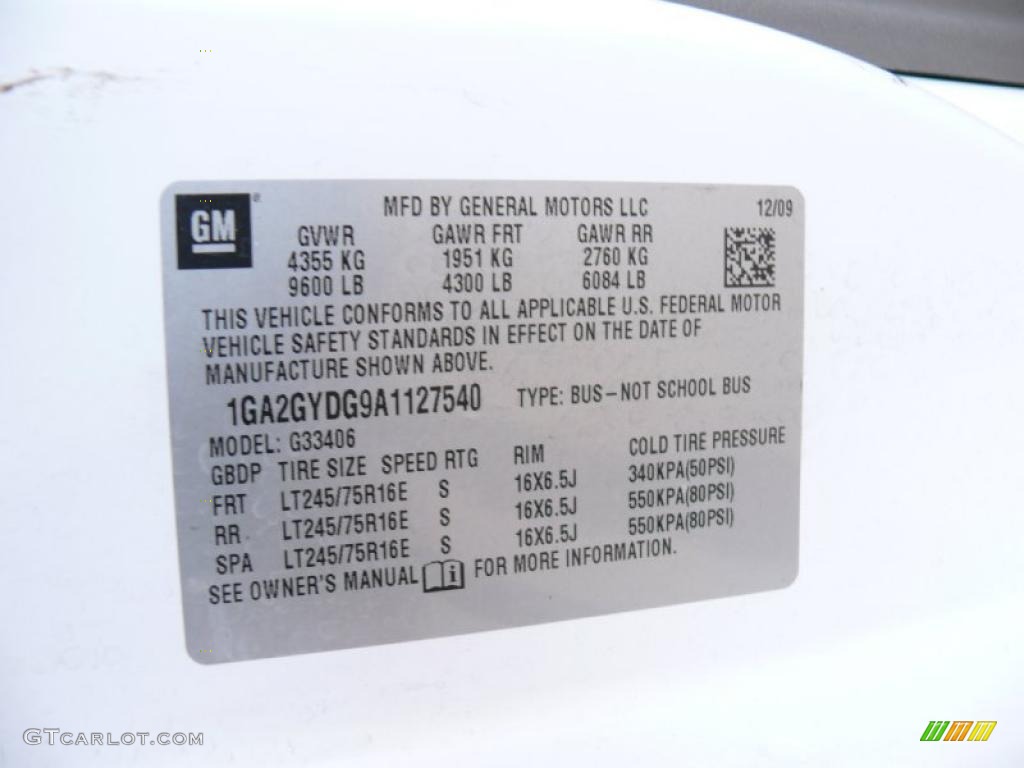 GM ®
MFD BY GENERAL MOTORS LLC 12/09
GVWR GAWR FRT GAWR RR
4355 KG 1951 KG 2760 KG
9600 LB 4300 LB 6084 LB
THIS VEHICLE CONFORMS TO ALL APPLICABLE U.S. FEDERAL MOTOR
VEHICLE SAFETY STANDARDS IN EFFECT ON THE DATE OF
MANUFACTURE SHOWN ABOVE.
1GA2GYDG9A1127540 TYPE: BUS-NOT SCHOOL BUS
MODEL: G33406
GBDP TIRE SIZE SPEED RTG RIM COLD TIRE PRESSURE
FRT LT245/75R16E S 16X6.5J 340KPA(50PSI)
RR LT245/75R16E S 16X6.5J 550KPA(80PSI)
SPA LT245/75R16E S 16X6.5J 550KPA(80PSI)
SEE OWNER'S MANUAL i FOR MORE INFORMATION.
GTCARLOT.COM